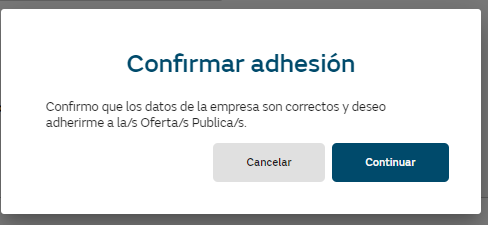 Confirmar adhesión
Confirmo que los datos de la empresa son correctos y deseo
adherirme a la/s Oferta/s Publica/s.
Cancelar
Continuar